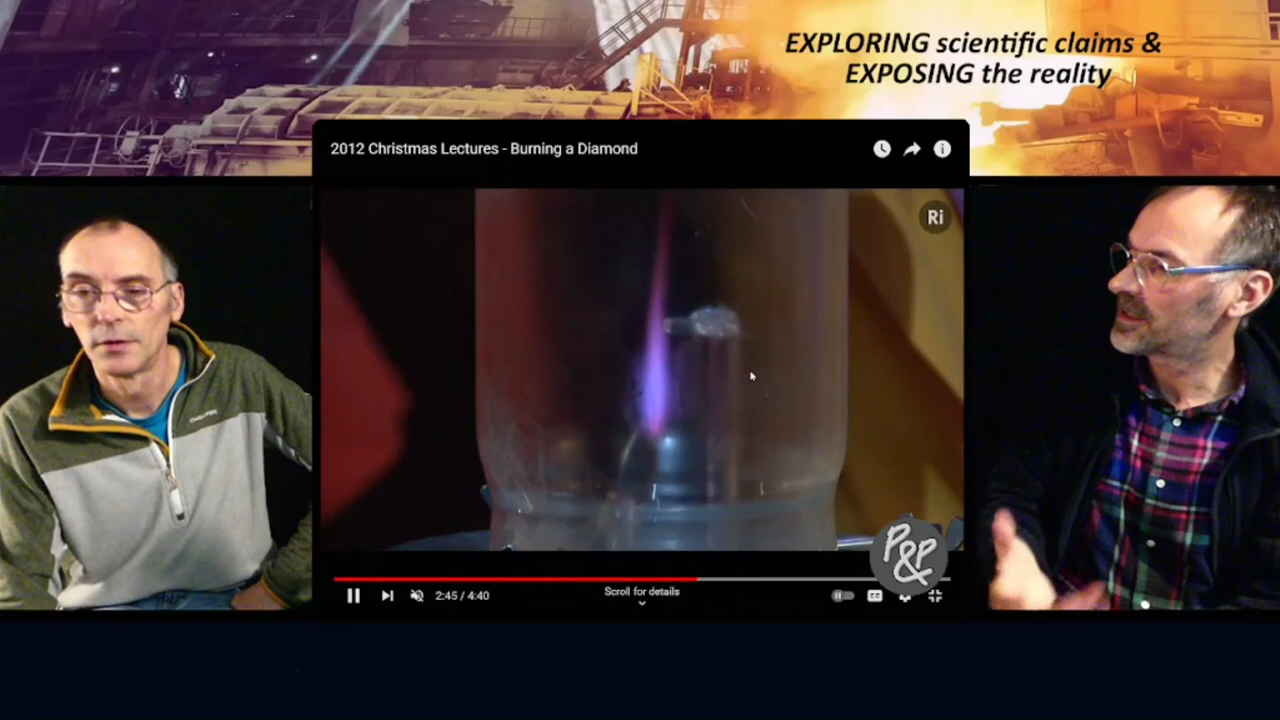 EXPLORING scientific claims &
EXPOSING the reality
2012 Christmas Lectures - Burning a Diamond
Ri
P&P
2:45 / 4:40
Scroll for details
CC